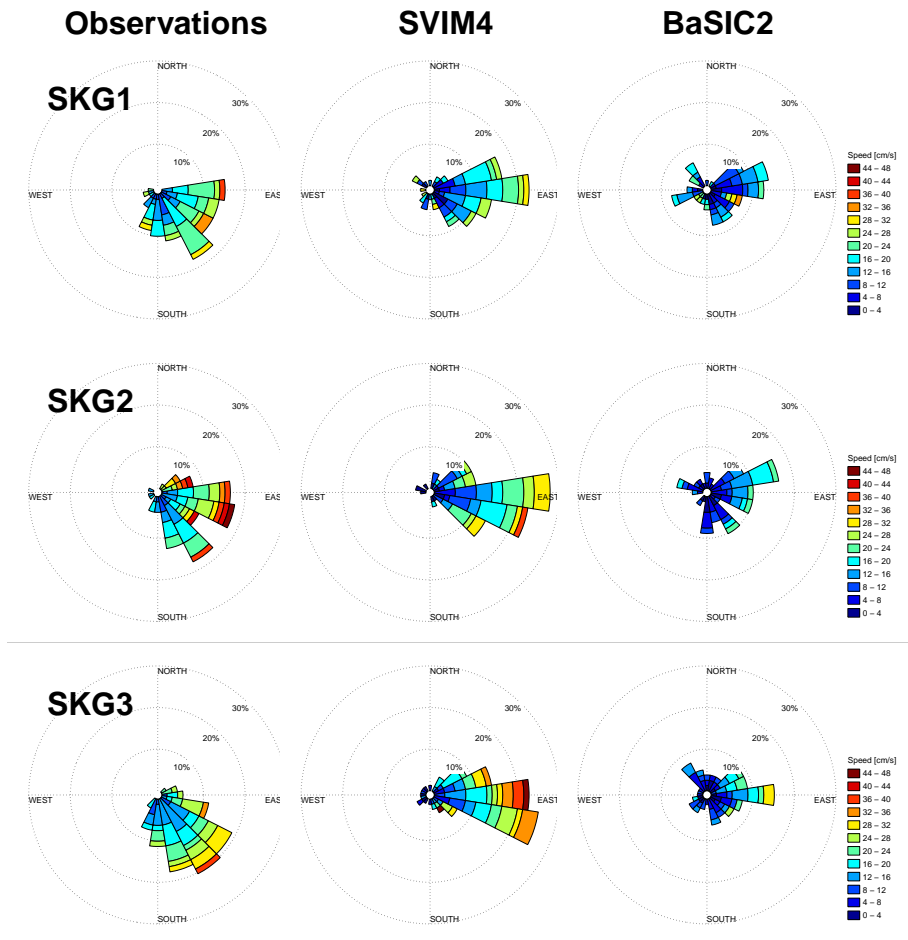 Observations SVIM4 BaSIC2
SKG1
NORTH NORTH NORTH
30% 30% 30%
20% 20% 20%
10% 10% 10%
WEST EAST WEST EAST WEST EAST
SOUTH SOUTH SOUTH
Speed [cm/s]
44 – 48
40 – 44
36 – 40
32 – 36
28 – 32
24 – 28
20 – 24
16 – 20
12 – 16
8 – 12
4 – 8
0 – 4
SKG2
NORTH NORTH NORTH
30% 30% 30%
20% 20% 20%
10% 10% 10%
WEST EAST WEST EAST WEST EAST
SOUTH SOUTH SOUTH
Speed [cm/s]
44 – 48
40 – 44
36 – 40
32 – 36
28 – 32
24 – 28
20 – 24
16 – 20
12 – 16
8 – 12
4 – 8
0 – 4
SKG3
NORTH NORTH NORTH
30% 30% 30%
20% 20% 20%
10% 10% 10%
WEST EAST WEST EAST WEST EAST
SOUTH SOUTH SOUTH
Speed [cm/s]
44 – 48
40 – 44
36 – 40
32 – 36
28 – 32
24 – 28
20 – 24
16 – 20
12 – 16
8 – 12
4 – 8
0 – 4